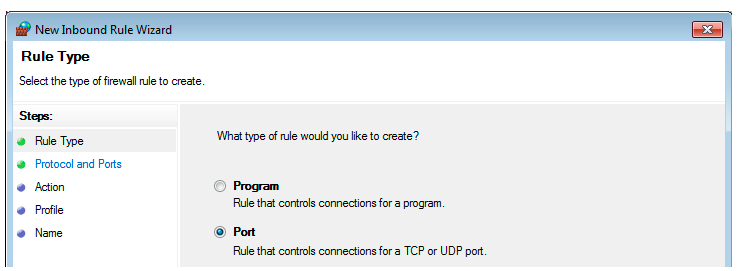 New Inbound Rule Wizard
Rule Type
Select the type of firewall rule to create.
Steps:
Rule Type
Protocol and Ports
Action
Profile
Name
What type of rule would you like to create?
Program
Rule that controls connections for a program.
Port
Rule that controls connections for a TCP or UDP port.